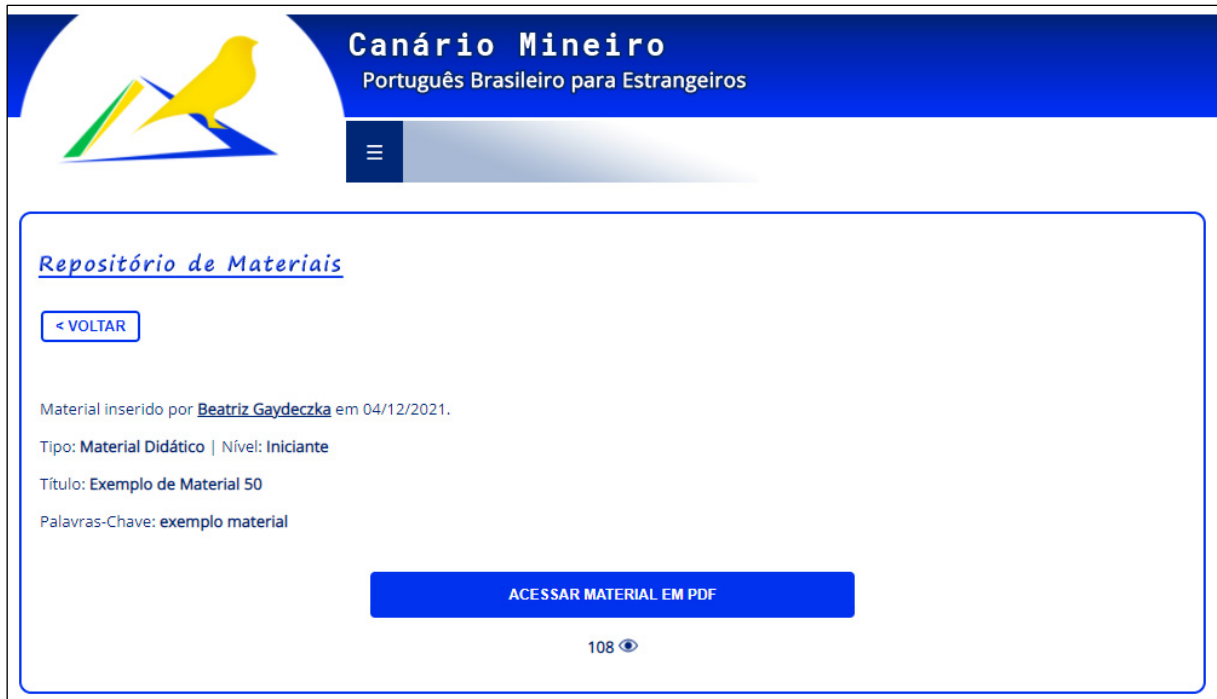 Canário Mineiro
Português Brasileiro para Estrangeiros
☰
Repositório de Materiais
< VOLTAR
Material inserido por Beatriz Gaydeczka em 04/12/2021.
Tipo: Material Didático | Nível: Iniciante
Título: Exemplo de Material 50
Palavras-Chave: exemplo material
ACESSAR MATERIAL EM PDF
108